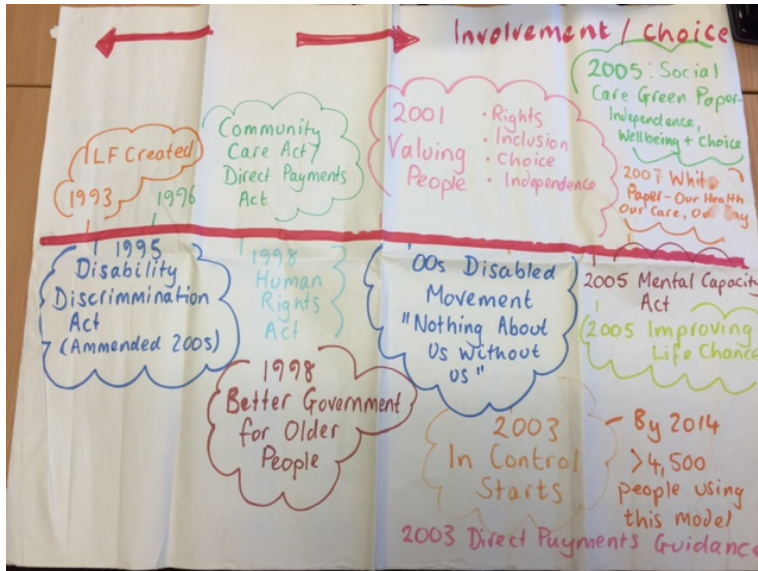 Involvement / Choice
2005: Social
Care Green Paper-
Independence,
Wellbeing + Choice
2001
Valuing
People
· Rights
· Inclusion
· Choice
· Independence
Community
Care Act /
Direct Payments
Act
1996
ILF Created
1993
2007 White
Paper - Our Health
Our Care, Our Say
1995
Disability
Discrimmination
Act
(Ammended 2005)
1998
Human
Rights
Act
'00s Disabled
Movement
"Nothing About
Us Without
us"
2005 Mental Capacity
Act
2005 Improving
Life Chance
1998
Better Government
for Older
People
2003
In Control
Starts
- By 2014
>4,500
people using
this model
2003 Direct Payments Guidance